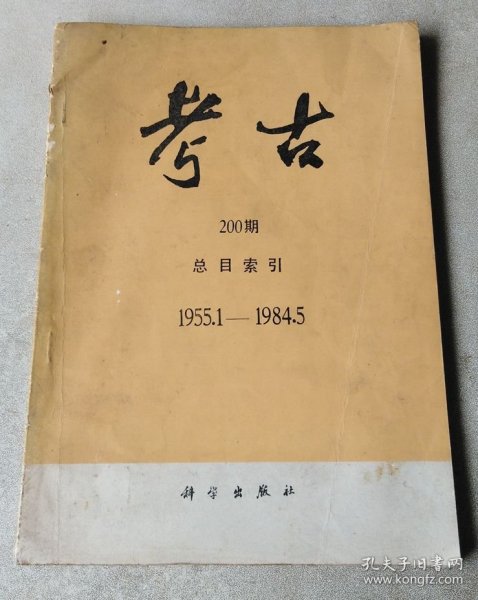 考古
200期
总目索引
1955.1—1984.5
科学出版社
孔夫子旧书网
www.kongfz.com